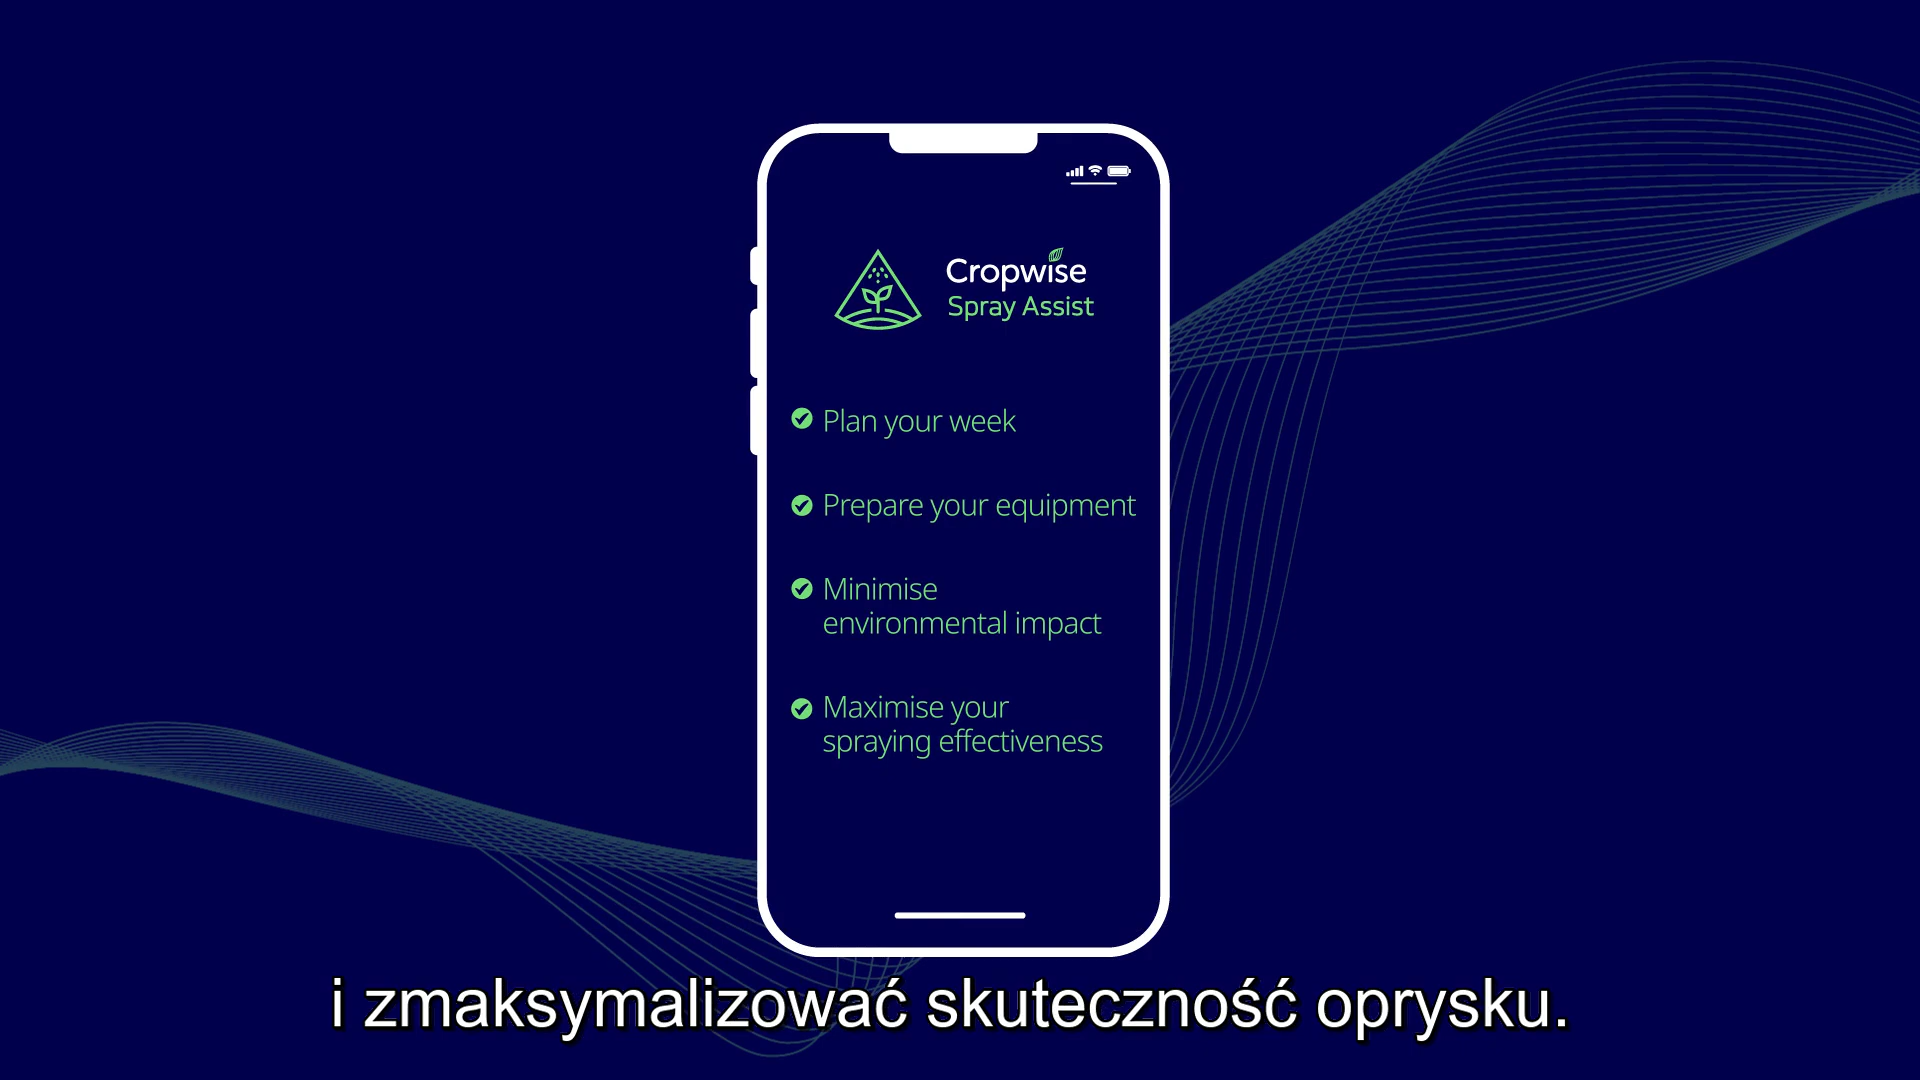 Cropwise
Spray Assist
Plan your week
Prepare your equipment
Minimise
environmental impact
Maximise your
spraying effectiveness
i zmaksymalizować skuteczność oprysku.